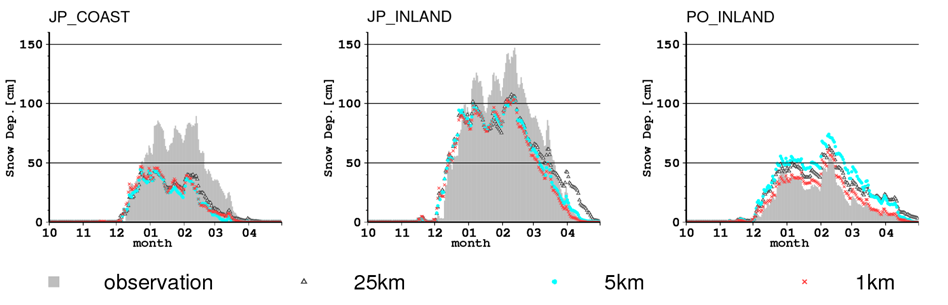 JP_COAST
JP_INLAND
PO_INLAND
Snow Dep.[cm]
150
100
50
0
10 11 12 01 02 03 04
month
Snow Dep.[cm]
150
100
50
0
10 11 12 01 02 03 04
month
Snow Dep.[cm]
150
100
50
0
10 11 12 01 02 03 04
month
observation 25km 5km 1km